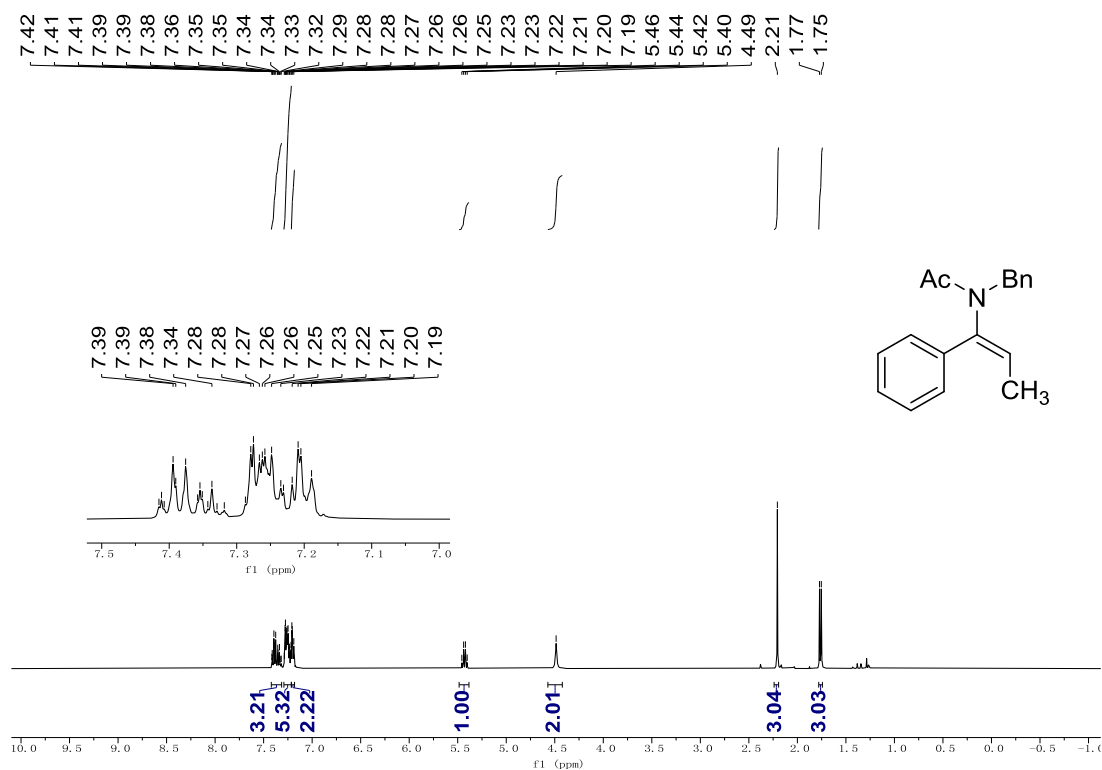 7.42 7.41 7.41 7.39 7.39 7.38 7.36 7.35 7.35 7.34 7.34 7.33 7.32 7.29 7.28 7.28 7.27 7.26 7.26 7.25 7.23 7.23 7.22 7.21 7.20 7.19 5.46 5.44 5.42 5.40 4.49 2.21 1.77 1.75
Ac N Bn
CH3
7.39 7.39 7.38 7.34 7.28 7.28 7.27 7.26 7.26 7.25 7.23 7.22 7.21 7.20 7.19
7.5 7.4 7.3 7.2 7.1 7.0
f1 (ppm)
3.21 5.32 2.22 1.00 2.01 3.04 3.03
10.0 9.5 9.0 8.5 8.0 7.5 7.0 6.5 6.0 5.5 5.0 4.5 4.0 3.5 3.0 2.5 2.0 1.5 1.0 0.5 0.0 -0.5 -1.0
f1 (ppm)